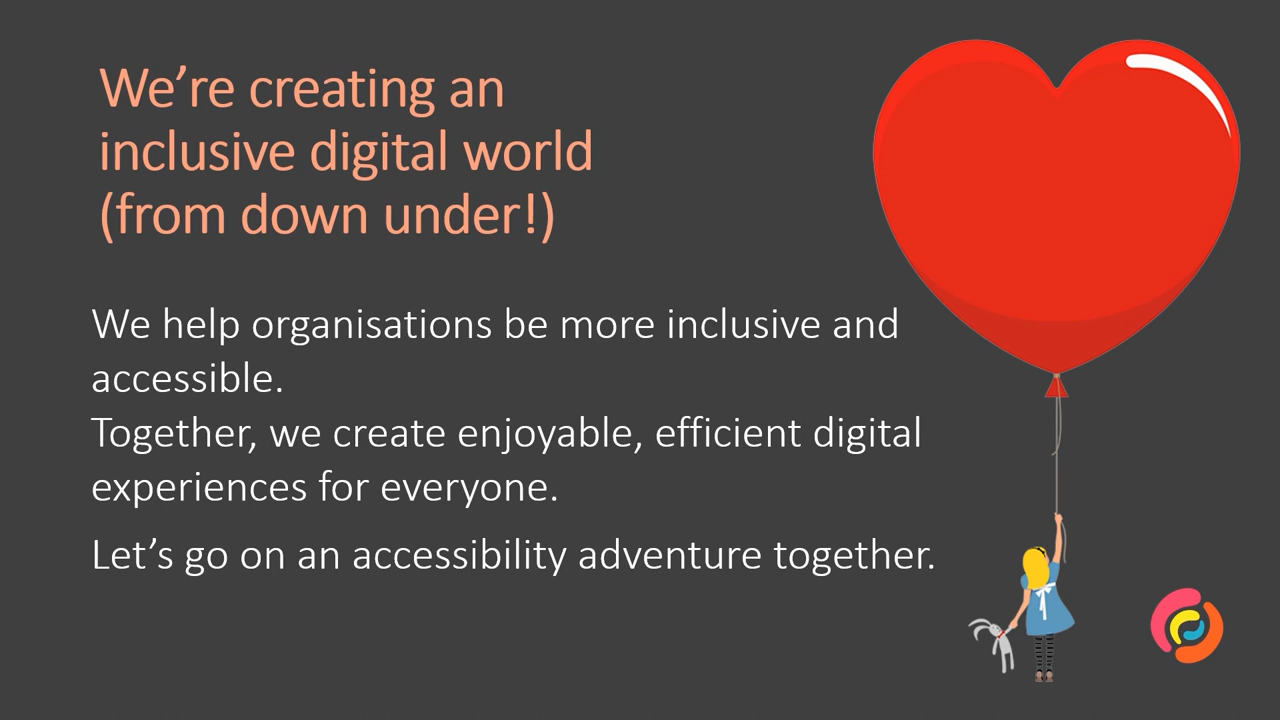 We’re creating an
inclusive digital world
(from down under!)
We help organisations be more inclusive and
accessible.
Together, we create enjoyable, efficient digital
experiences for everyone.
Let’s go on an accessibility adventure together.